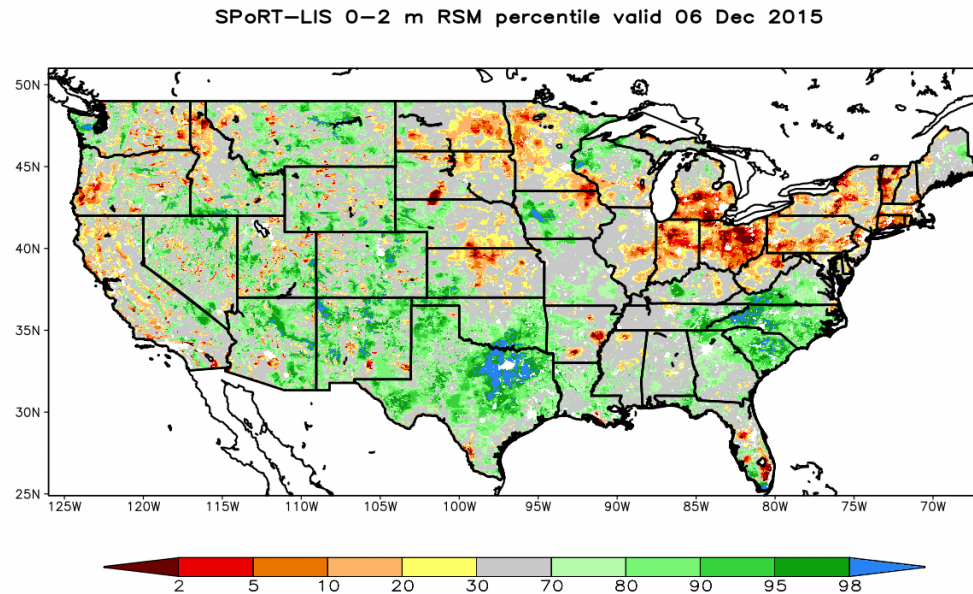 SPoRT-LIS 0-2 m RSM percentile valid 06 Dec 2015
50N
45N
40N
35N
30N
25N
125W 120W 115W 110W 105W 100W 95W 90W 85W 80W 75W 70W
2 5 10 20 30 70 80 90 95 98